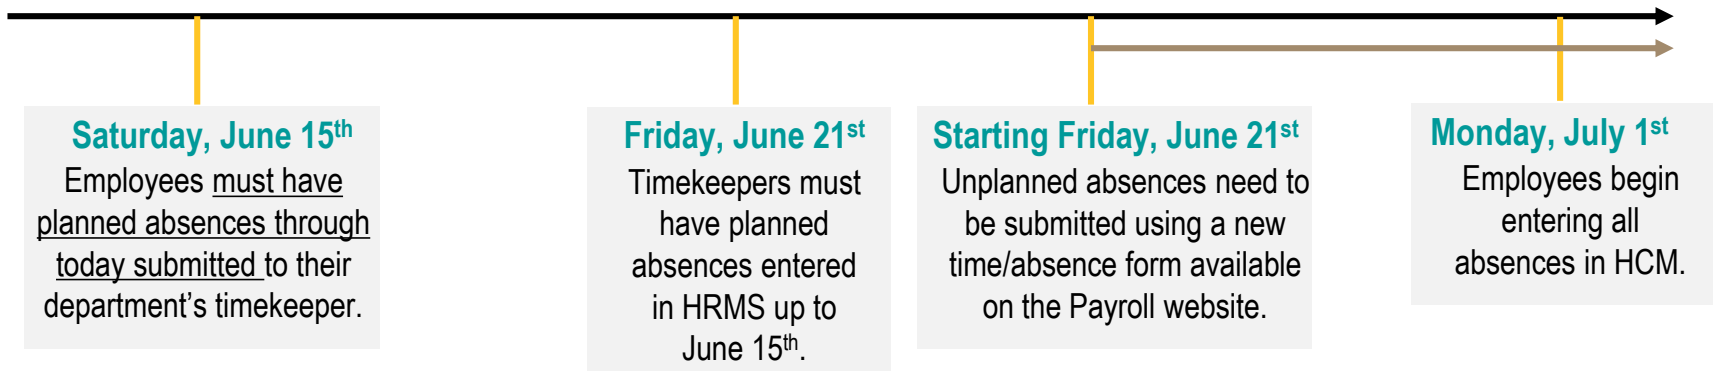 Saturday, June 15th
Employees must have
planned absences through
today submitted to their
department’s timekeeper.
Friday, June 21st
Timekeepers must
have planned
absences entered
in HRMS up to
June 15th.
Starting Friday, June 21st
Unplanned absences need to
be submitted using a new
time/absence form available
on the Payroll website.
Monday, July 1st
Employees begin
entering all
absences in HCM.